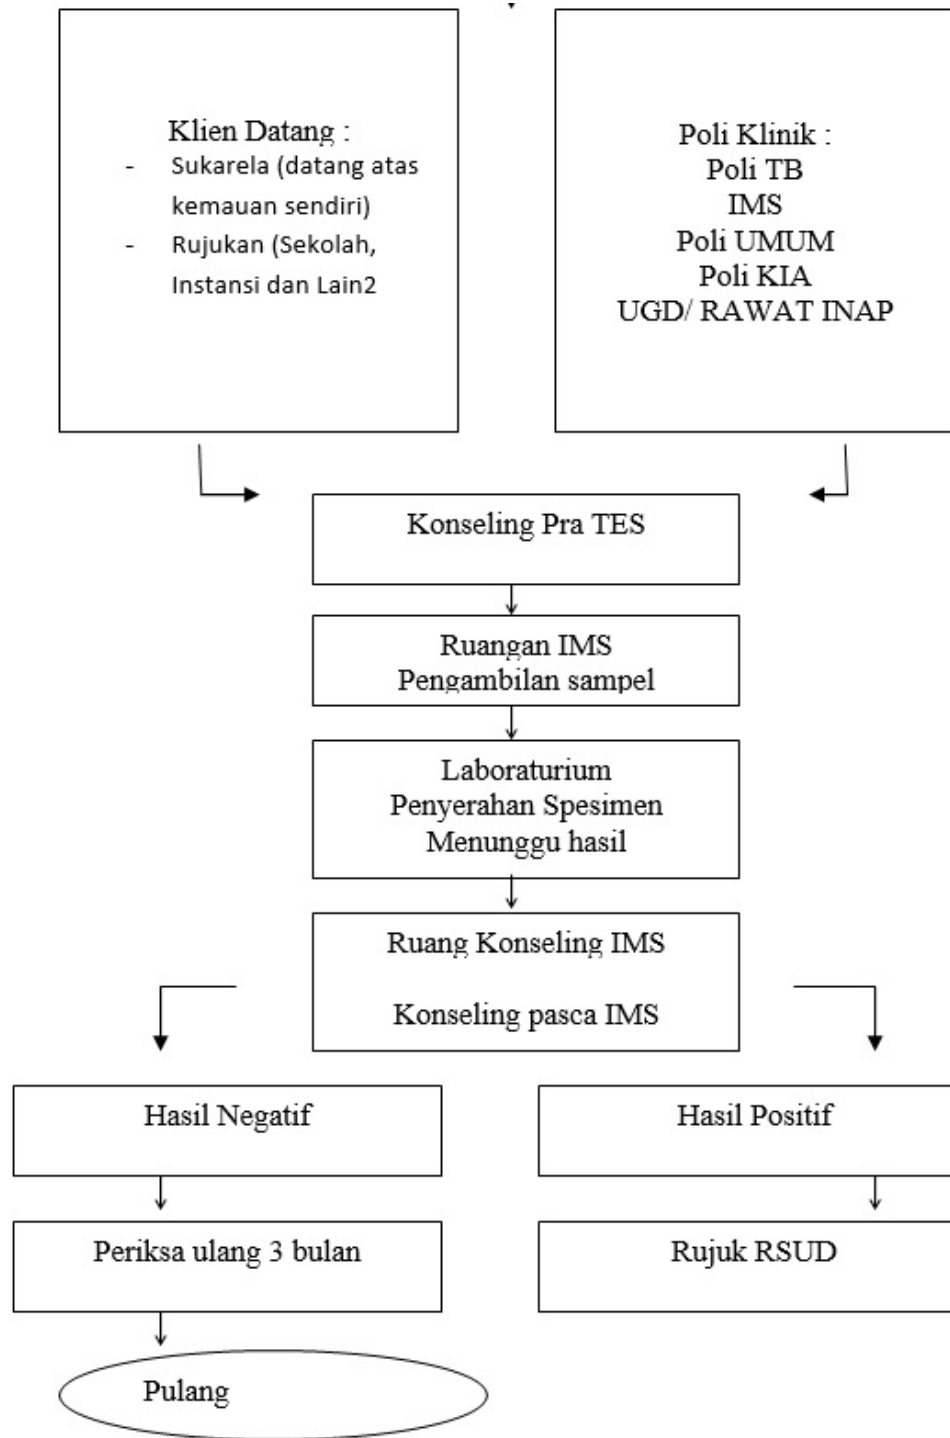 Klien Datang :
- Sukarela (datang atas
kemauan sendiri)
- Rujukan (Sekolah,
Instansi dan Lain2
Poli Klinik :
Poli TB
IMS
Poli UMUM
Poli KIA
UGD/ RAWAT INAP
Konseling Pra TES
Ruangan IMS
Pengambilan sampel
Laboraturium
Penyerahan Spesimen
Menunggu hasil
Ruang Konseling IMS
Konseling pasca IMS
Hasil Negatif
Hasil Positif
Periksa ulang 3 bulan
Rujuk RSUD
Pulang